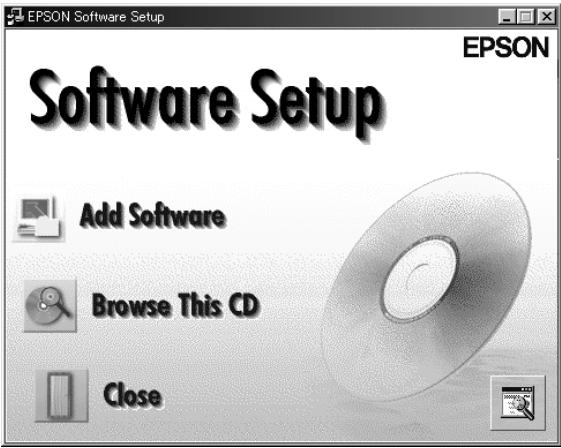 EPSON Software Setup
EPSON
Software Setup
Add Software
Browse This CD
Close